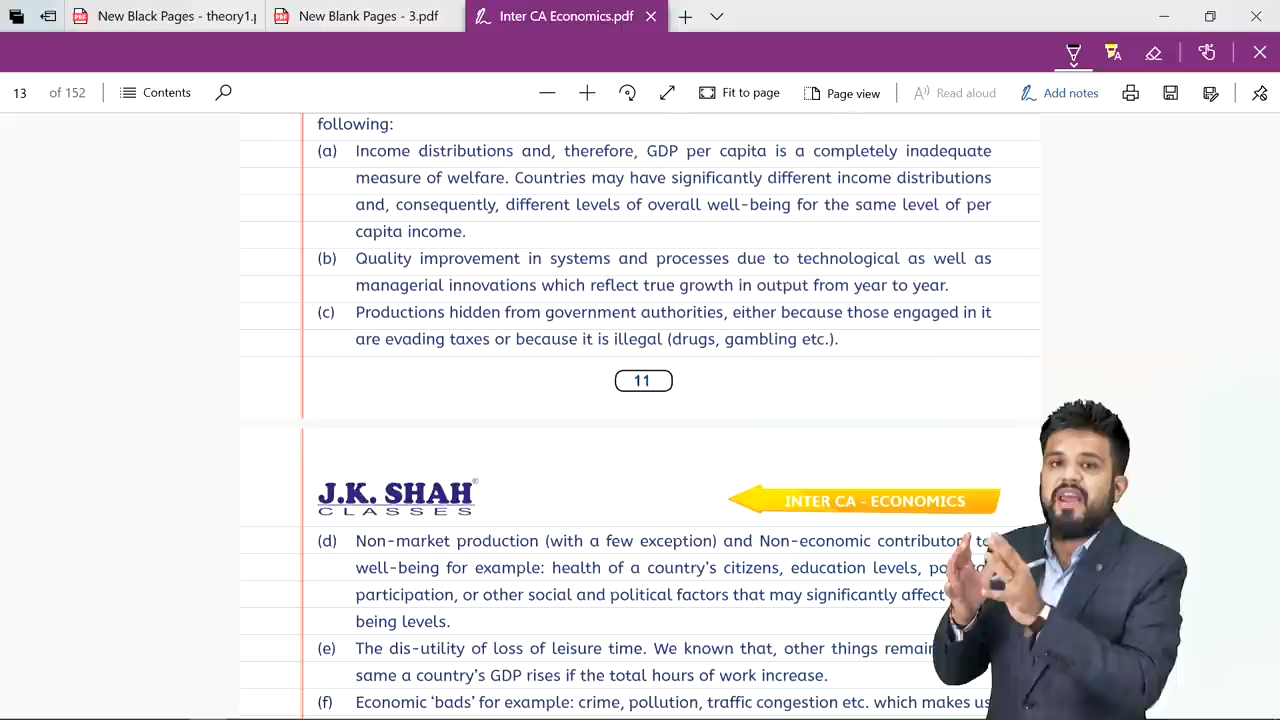 New Black Pages - theory1.p
New Blank Pages - 3.pdf
Inter CA Economics.pdf
13 of 152
Contents
Fit to page
Page view
Read aloud
Add notes
following:
(a) Income distributions and, therefore, GDP per capita is a completely inadequate
measure of welfare. Countries may have significantly different income distributions
and, consequently, different levels of overall well-being for the same level of per
capita income.
(b) Quality improvement in systems and processes due to technological as well as
managerial innovations which reflect true growth in output from year to year.
(c) Productions hidden from government authorities, either because those engaged in it
are evading taxes or because it is illegal (drugs, gambling etc.).
11
J.K. SHAH®
CLASSES
INTER CA - ECONOMICS
(d) Non-market production (with a few exception) and Non-economic contributor
well-being for example: health of a country's citizens, education levels,
participation, or other social and political factors that may significantly affect
being levels.
(e) The dis-utility of loss of leisure time. We known that, other things
same a country's GDP rises if the total hours of work increase.
(f) Economic 'bads' for example: crime, pollution, traffic congestion etc. which makes us